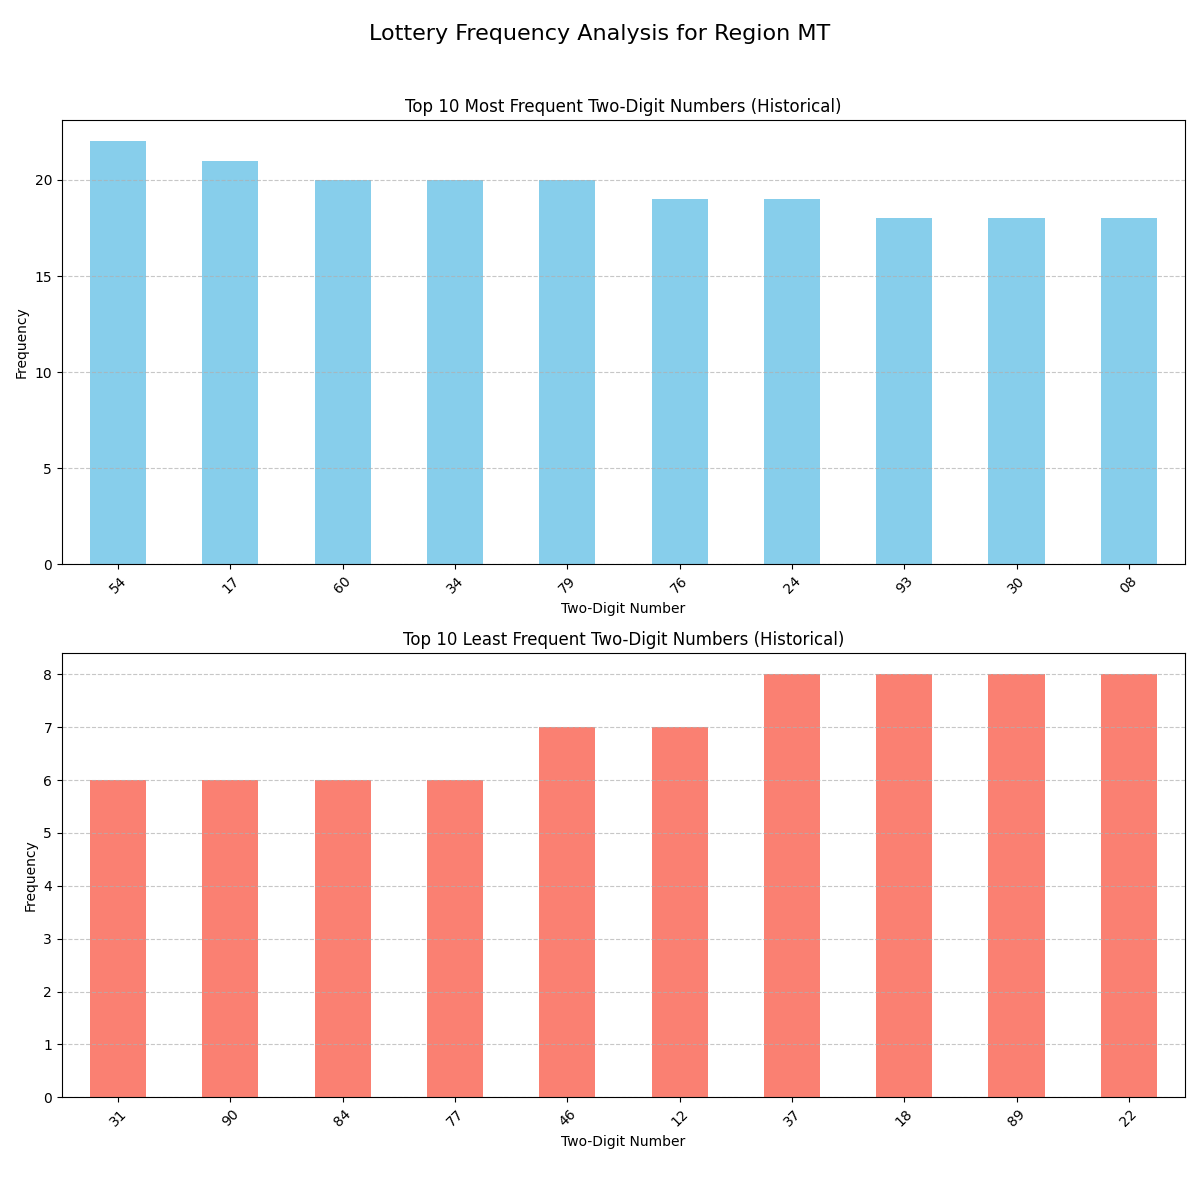 Lottery Frequency Analysis for Region MT
Top 10 Most Frequent Two-Digit Numbers (Historical)
20
15
10
5
0
Frequency
54 17 60 34 79 76 24 93 30 08
Two-Digit Number
Top 10 Least Frequent Two-Digit Numbers (Historical)
8
7
6
5
4
3
2
1
0
Frequency
31 90 84 77 46 12 37 18 89 22
Two-Digit Number